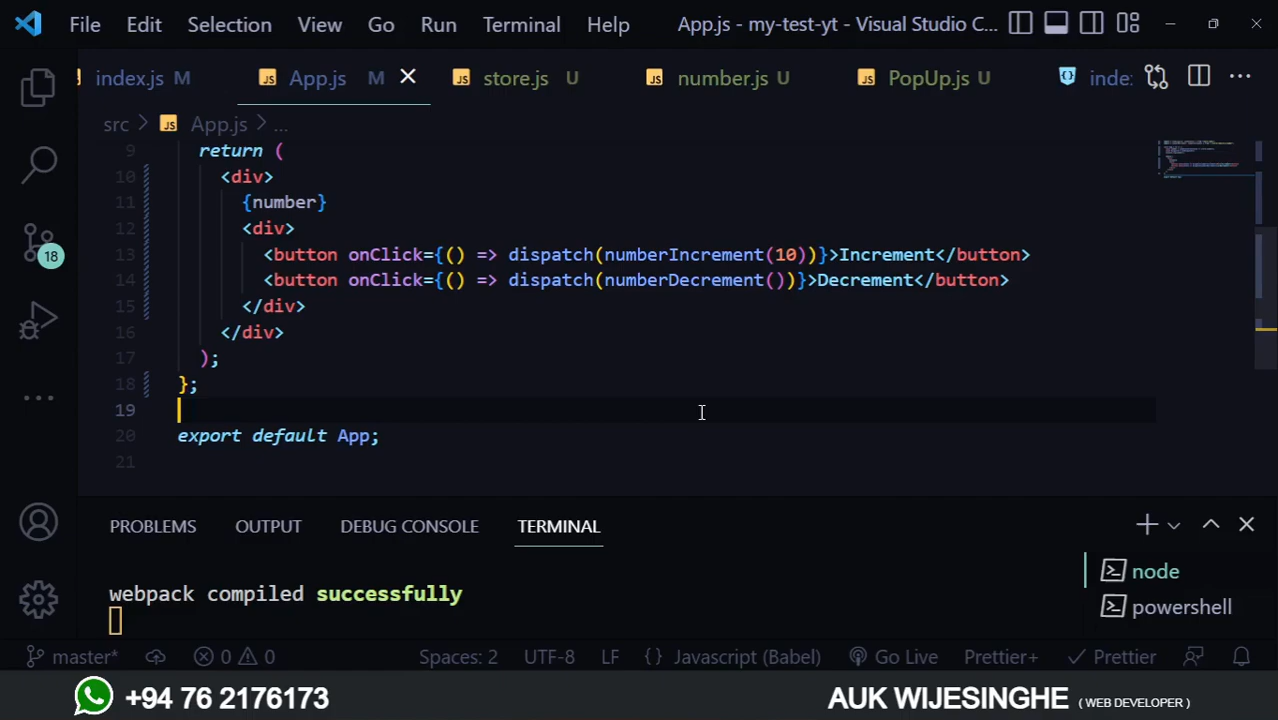 File Edit Selection View Go Run Terminal Help App.js - my-test-yt - Visual Studio C...
index.js M App.js M store.js U number.js U PopUp.js U inde:
src > App.js > ...
9 return (
10 <div>
11 {number}
12 <div>
13 <button onClick={() => dispatch(numberIncrement(10))}>Increment</button>
14 <button onClick={() => dispatch(numberDecrement())}>Decrement</button>
15 </div>
16 </div>
17 );
18 };
19
20 export default App;
21
18
PROBLEMS OUTPUT DEBUG CONSOLE TERMINAL
node
webpack compiled successfully
powershell
master* 0 0 Spaces: 2 UTF-8 LF {} Javascript (Babel) Go Live Prettier+ Prettier
+94 76 2176173 AUK WIJESINGHE ( WEB DEVELOPER )